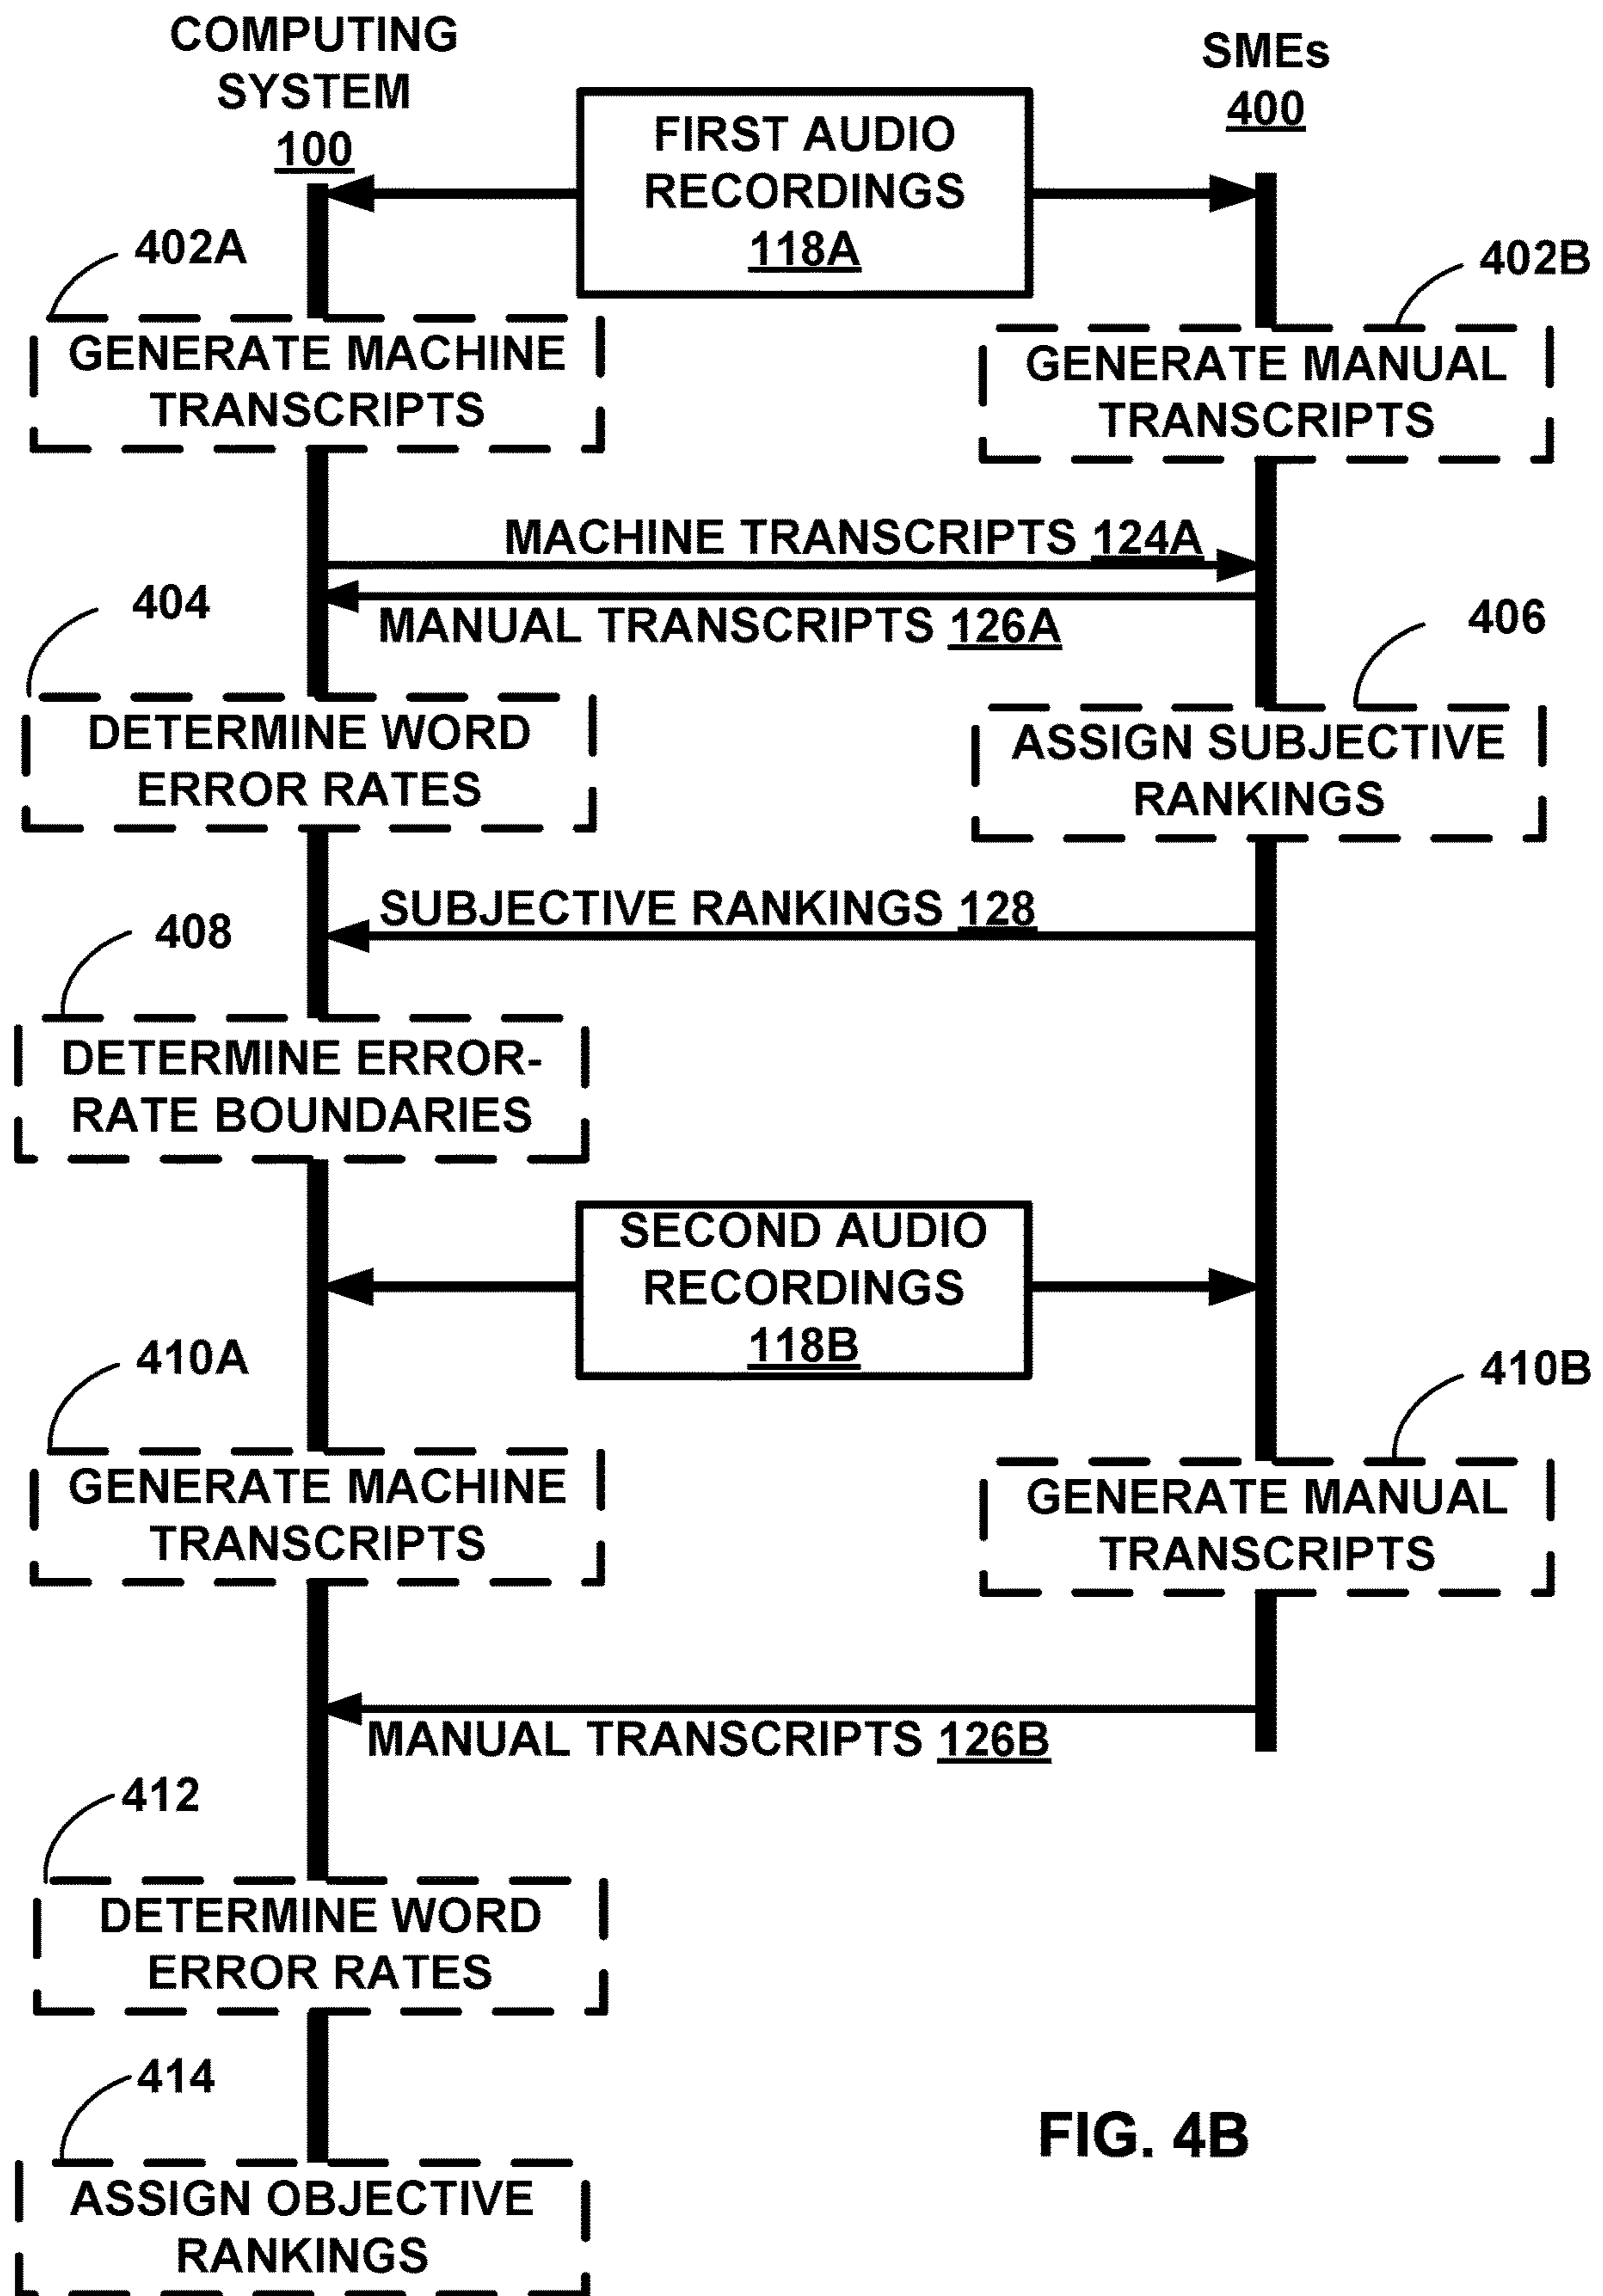 COMPUTING
SYSTEM
100
SMEs
400
FIRST AUDIO
RECORDINGS
118A
402A
402B
GENERATE MACHINE
TRANSCRIPTS
GENERATE MANUAL
TRANSCRIPTS
MACHINE TRANSCRIPTS 124A
MANUAL TRANSCRIPTS 126A
404
406
DETERMINE WORD
ERROR RATES
ASSIGN SUBJECTIVE
RANKINGS
SUBJECTIVE RANKINGS 128
408
DETERMINE ERROR-
RATE BOUNDARIES
SECOND AUDIO
RECORDINGS
118B
410A
410B
GENERATE MACHINE
TRANSCRIPTS
GENERATE MANUAL
TRANSCRIPTS
MANUAL TRANSCRIPTS 126B
412
DETERMINE WORD
ERROR RATES
414
ASSIGN OBJECTIVE
RANKINGS
FIG. 4B